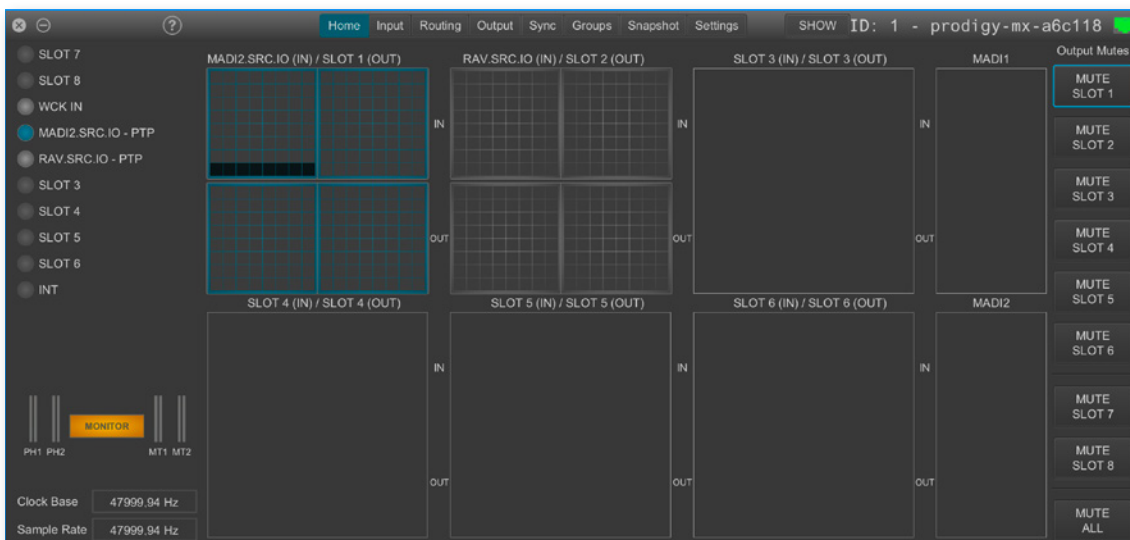 ? Home Input Routing Output Sync Groups Snapshot Settings SHOW ID: 1 - prodigy-mx-a6c118
SLOT 7
SLOT 8
WCK IN
MADI2.SRC.IO - PTP
RAV.SRC.IO - PTP
SLOT 3
SLOT 4
SLOT 5
SLOT 6
INT
MONITOR
PH1 PH2 MT1 MT2
Clock Base 47999,94 Hz
Sample Rate 47999,94 Hz
MADI2.SRC.IO (IN) / SLOT 1 (OUT) RAV.SRC.IO (IN) / SLOT 2 (OUT) SLOT 3 (IN) / SLOT 3 (OUT) MADI1
IN IN IN
OUT OUT OUT
SLOT 4 (IN) / SLOT 4 (OUT) SLOT 5 (IN) / SLOT 5 (OUT) SLOT 6 (IN) / SLOT 6 (OUT) MADI2
IN IN IN
OUT OUT OUT
Output Mutes
MUTE
SLOT 1
MUTE
SLOT 2
MUTE
SLOT 3
MUTE
SLOT 4
MUTE
SLOT 5
MUTE
SLOT 6
MUTE
SLOT 7
MUTE
SLOT 8
MUTE
ALL